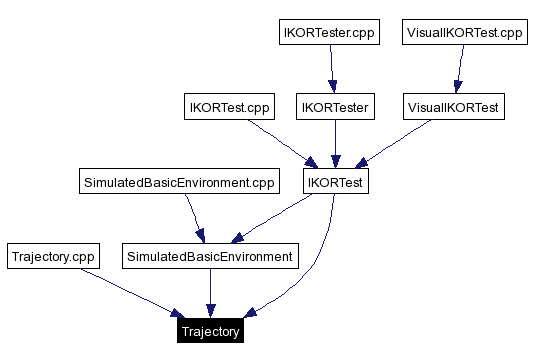 IKORTester.cpp VisualIKORTest.cpp
IKORTest.cpp IKORTester VisualIKORTest
SimulatedBasicEnvironment.cpp IKORTest
Trajectory.cpp SimulatedBasicEnvironment
Trajectory